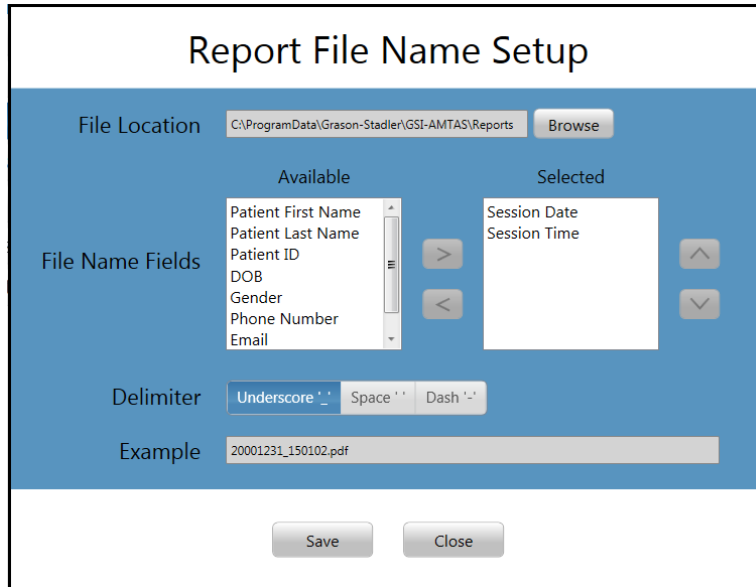 Report File Name Setup
File Location
C:\ProgramData\Grason-Stadler\GSI-AMTAS\Reports
Browse
Available
Selected
File Name Fields
Patient First Name
Patient Last Name
Patient ID
DOB
Gender
Phone Number
Email
>
<
Session Date
Session Time
Delimiter
Underscore '_'
Space ' '
Dash '-'
Example
20001231_150102.pdf
Save
Close